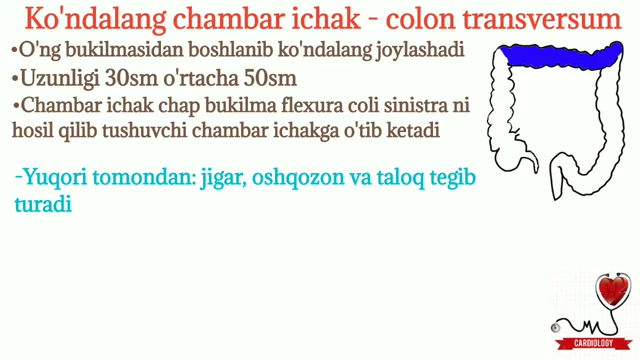 Ko'ndalang chambar ichak - colon transversum
•O'ng bukilmasidan boshlanib ko'ndalang joylashadi
•Uzunligi 30sm o'rtacha 50sm
•Chambar ichak chap bukilma flexura coli sinistra ni
hosil qilib tushuvchi chambar ichakga o'tib ketadi
-Yuqori tomondan: jigar, oshqozon va taloq tegib
turadi
CARDIOLOGY